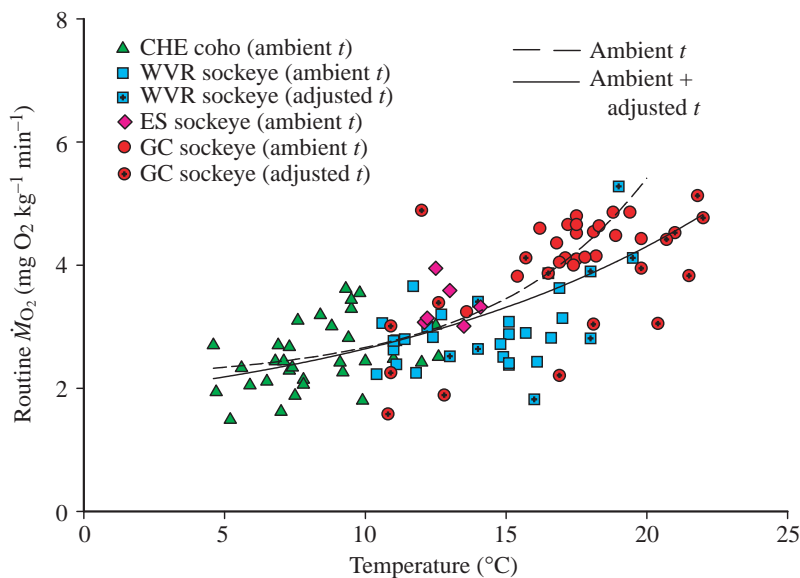 8
6
4
2
0
Routine ṀO₂ (mg O₂ kg⁻¹ min⁻¹)
CHE coho (ambient t)
WVR sockeye (ambient t)
WVR sockeye (adjusted t)
ES sockeye (ambient t)
GC sockeye (ambient t)
GC sockeye (adjusted t)
Ambient t
Ambient +
adjusted t
0 5 10 15 20 25
Temperature (°C)